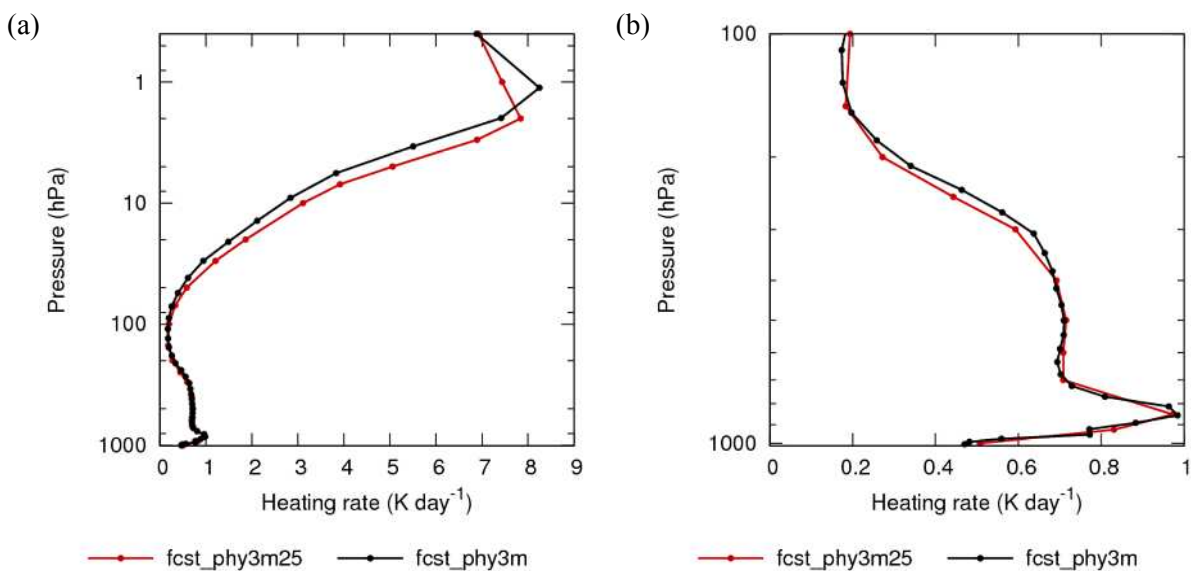 (a)
Pressure (hPa)
1
10
100
1000
0 1 2 3 4 5 6 7 8 9
Heating rate (K day⁻¹)
fcst_phy3m25 fcst_phy3m
(b)
Pressure (hPa)
100
1000
0 0.2 0.4 0.6 0.8 1
Heating rate (K day⁻¹)
fcst_phy3m25 fcst_phy3m